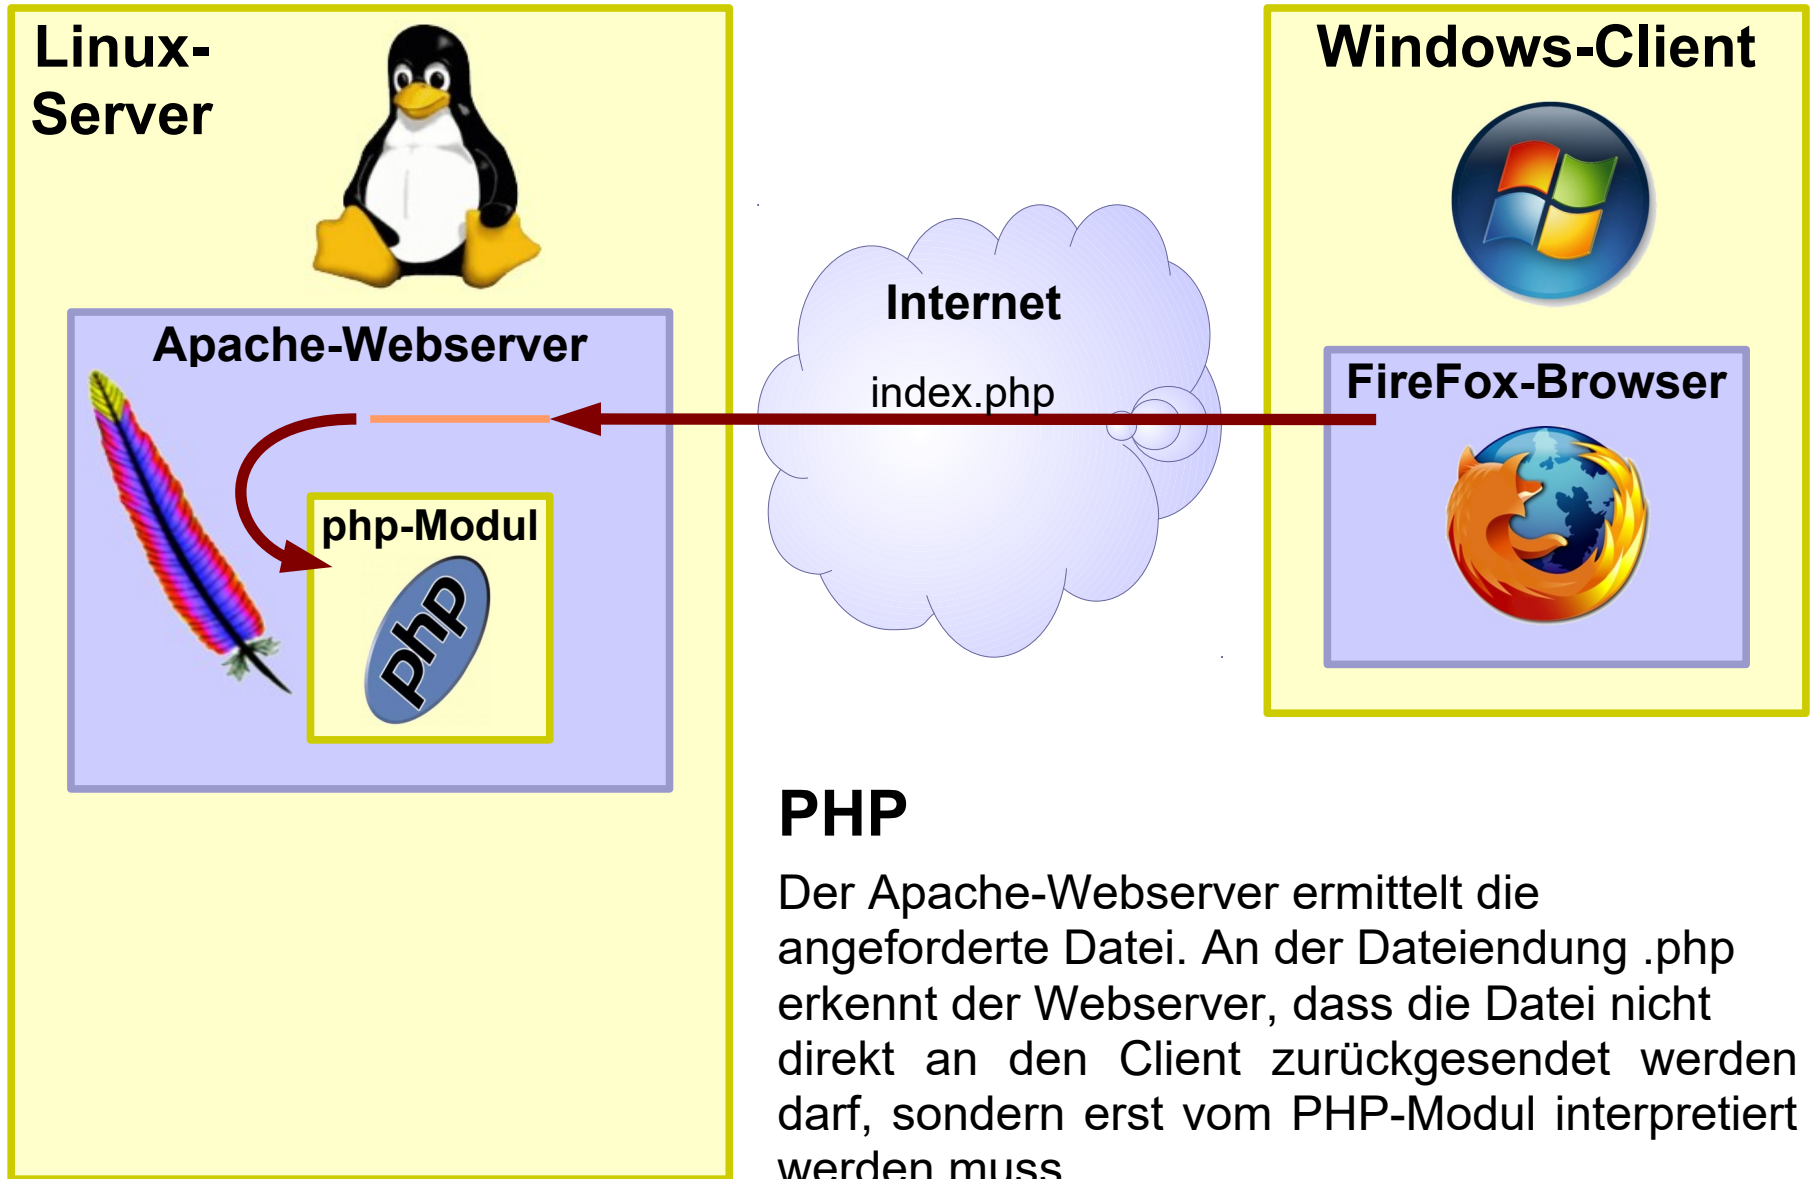 Linux-
Server
Windows-Client
Internet
index.php
Apache-Webserver
FireFox-Browser
php-Modul
php
PHP
Der Apache-Webserver ermittelt die
angeforderte Datei. An der Dateiendung .php
erkennt der Webserver, dass die Datei nicht
direkt an den Client zurückgesendet werden
darf, sondern erst vom PHP-Modul interpretiert
werden muss